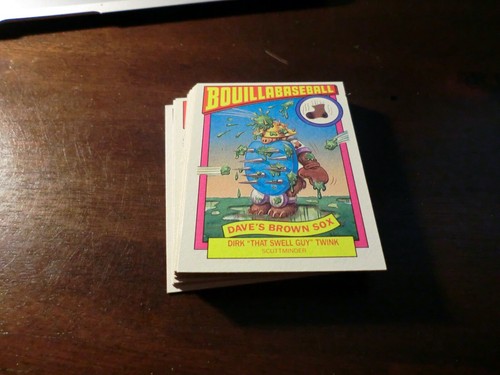 BOUILLABASEBALL
DAVE'S BROWN SOX
DIRK "THAT SWELL GUY" TWINK
SCUTTMINDER